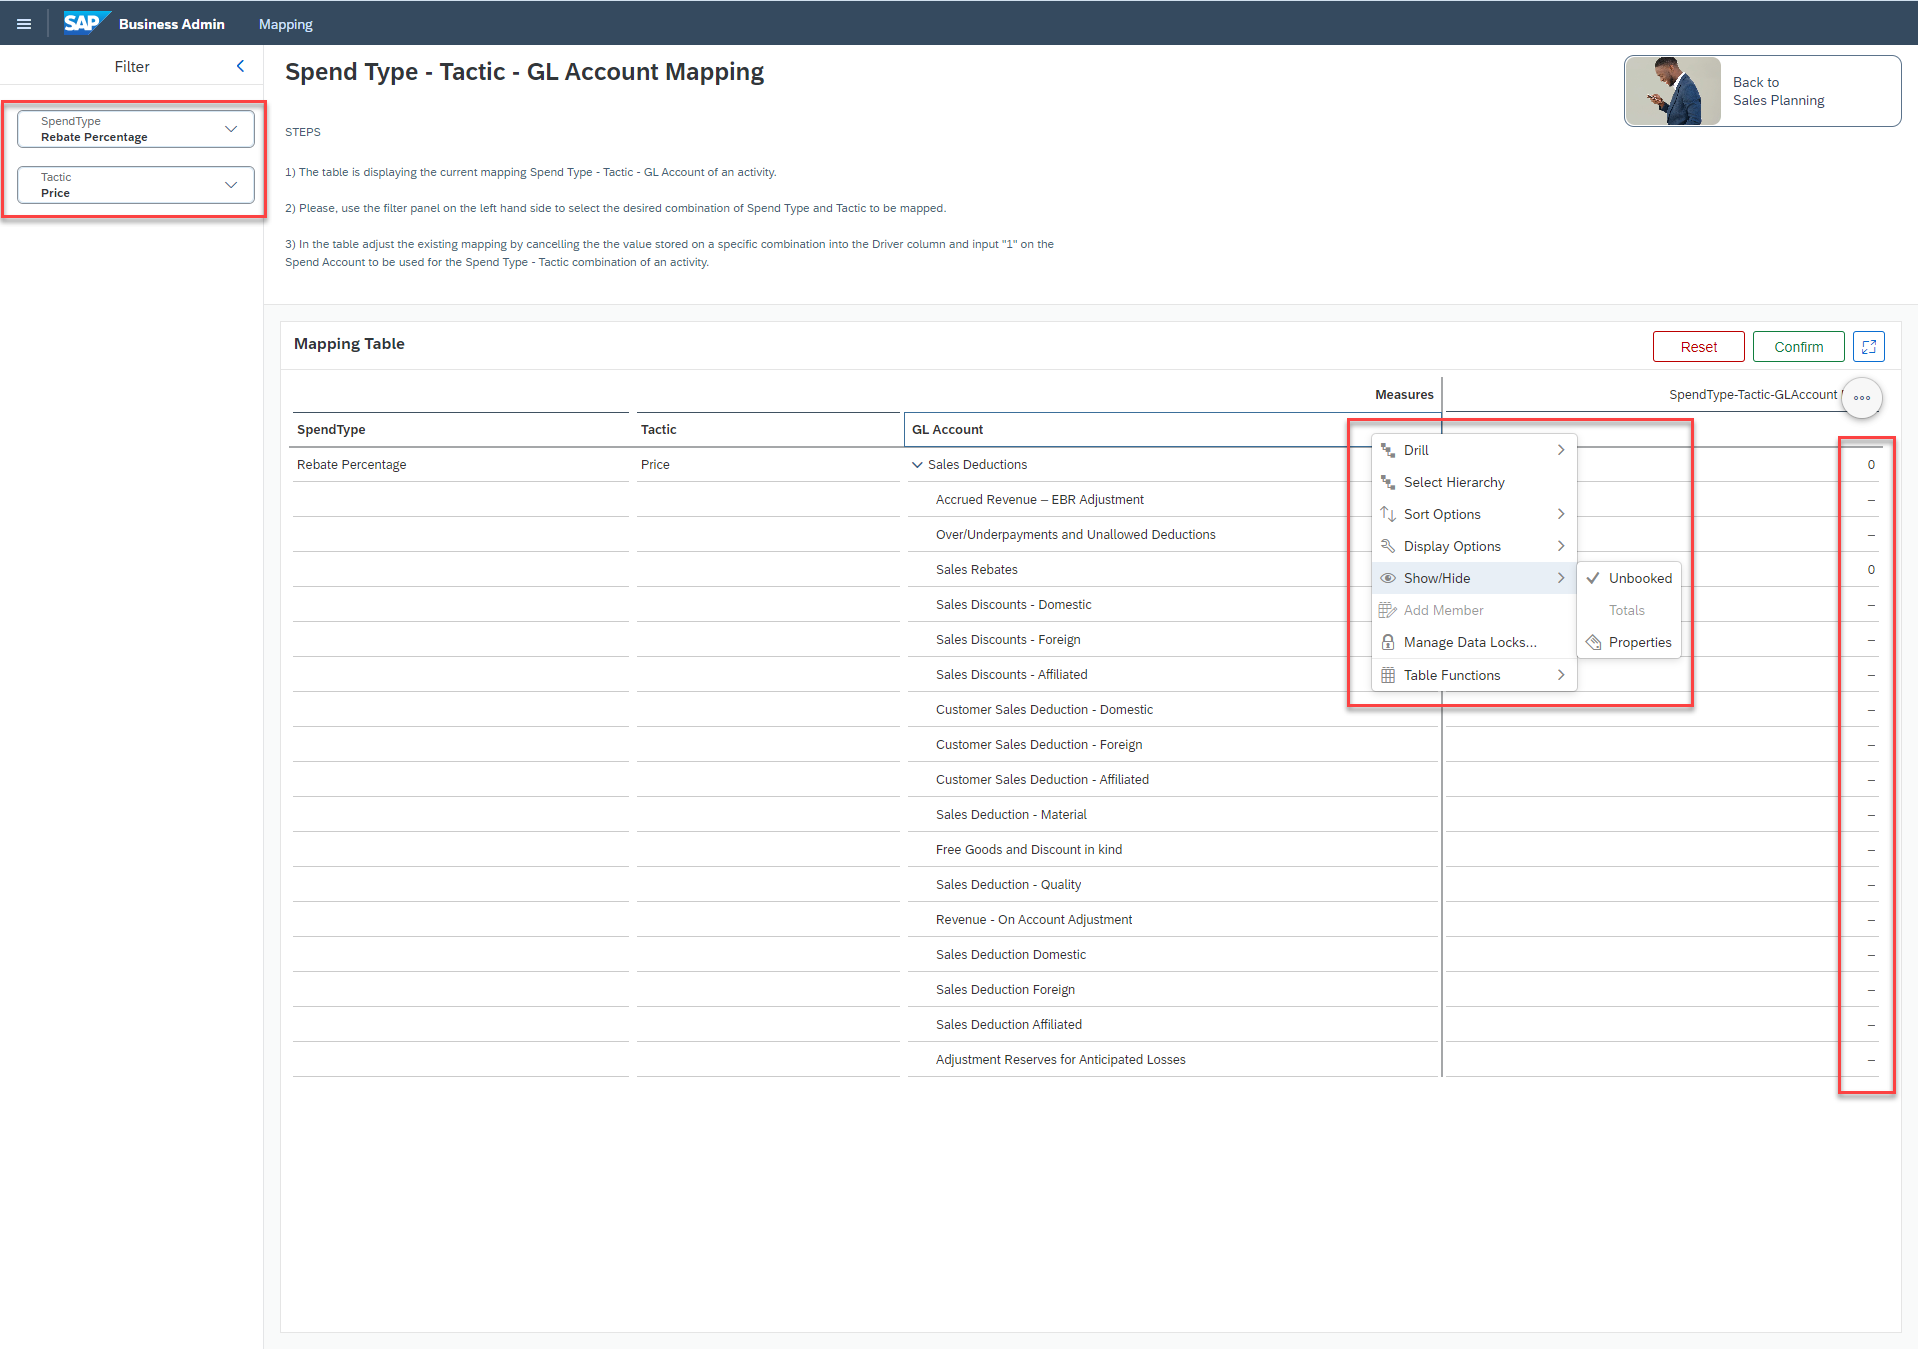 SAP Business Admin Mapping
Filter
SpendType
Rebate Percentage
Tactic
Price
Spend Type - Tactic - GL Account Mapping
Back to
Sales Planning
STEPS
1) The table is displaying the current mapping Spend Type - Tactic - GL Account of an activity.
2) Please, use the filter panel on the left hand side to select the desired combination of Spend Type and Tactic to be mapped.
3) In the table adjust the existing mapping by cancelling the the value stored on a specific combination into the Driver column and input "1" on the
Spend Account to be used for the Spend Type - Tactic combination of an activity.
Mapping Table
Reset Confirm
Measures SpendType-Tactic-GLAccount
SpendType Tactic GL Account
Rebate Percentage Price Sales Deductions 0
Accrued Revenue – EBR Adjustment –
Over/Underpayments and Unallowed Deductions –
Sales Rebates 0
Sales Discounts - Domestic –
Sales Discounts - Foreign –
Sales Discounts - Affiliated –
Customer Sales Deduction - Domestic –
Customer Sales Deduction - Foreign –
Customer Sales Deduction - Affiliated –
Sales Deduction - Material –
Free Goods and Discount in kind –
Sales Deduction - Quality –
Revenue - On Account Adjustment –
Sales Deduction Domestic –
Sales Deduction Foreign –
Sales Deduction Affiliated –
Adjustment Reserves for Anticipated Losses –
Drill
Select Hierarchy
Sort Options
Display Options
Show/Hide
Add Member
Manage Data Locks...
Table Functions
Unbooked
Totals
Properties